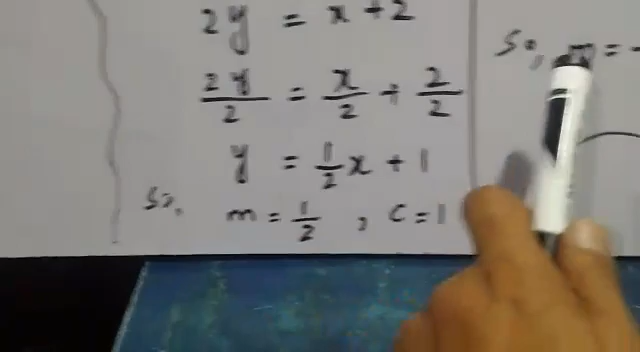 2y = x + 2
2y/2 = x/2 + 2/2
y = 1/2 x + 1
So, m = 1/2 , c = 1
So, m = -